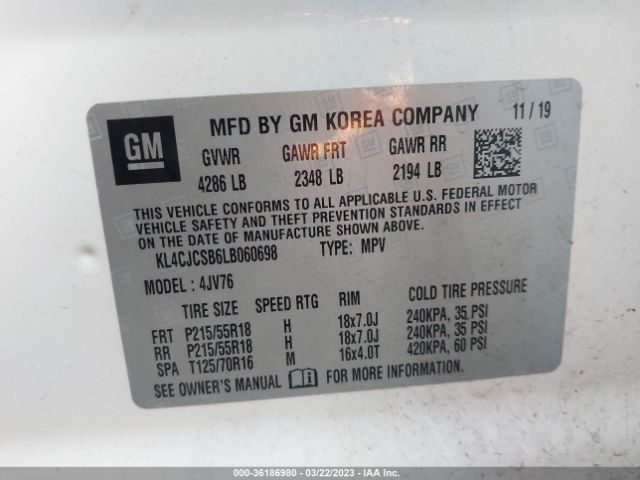 MFD BY GM KOREA COMPANY 11 / 19
GM
GVWR GAWR FRT GAWR RR
4286 LB 2348 LB 2194 LB
THIS VEHICLE CONFORMS TO ALL APPLICABLE U.S. FEDERAL MOTOR
VEHICLE SAFETY AND THEFT PREVENTION STANDARDS IN EFFECT
ON THE DATE OF MANUFACTURE SHOWN ABOVE.
KL4CJCSB6LB060698 TYPE: MPV
MODEL : 4JV76
TIRE SIZE SPEED RTG RIM COLD TIRE PRESSURE
FRT P215/55R18 H 18x7.0J 240KPA, 35 PSI
RR P215/55R18 H 18x7.0J 240KPA, 35 PSI
SPA T125/70R16 M 16x4.0T 420KPA, 60 PSI
SEE OWNER'S MANUAL FOR MORE INFORMATION.
000-36186980 - 03/22/2023 - IAA Inc.